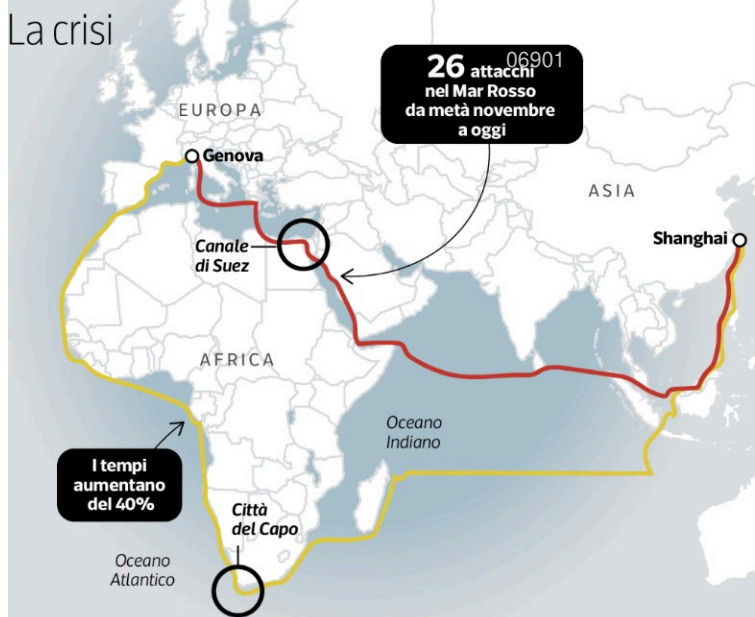 La crisi
26 attacchi
06901
nel Mar Rosso
da metà novembre
a oggi
EUROPA
Genova
ASIA
Canale
di Suez
Shanghai
AFRICA
Oceano
Indiano
I tempi
aumentano
del 40%
Città
del Capo
Oceano
Atlantico